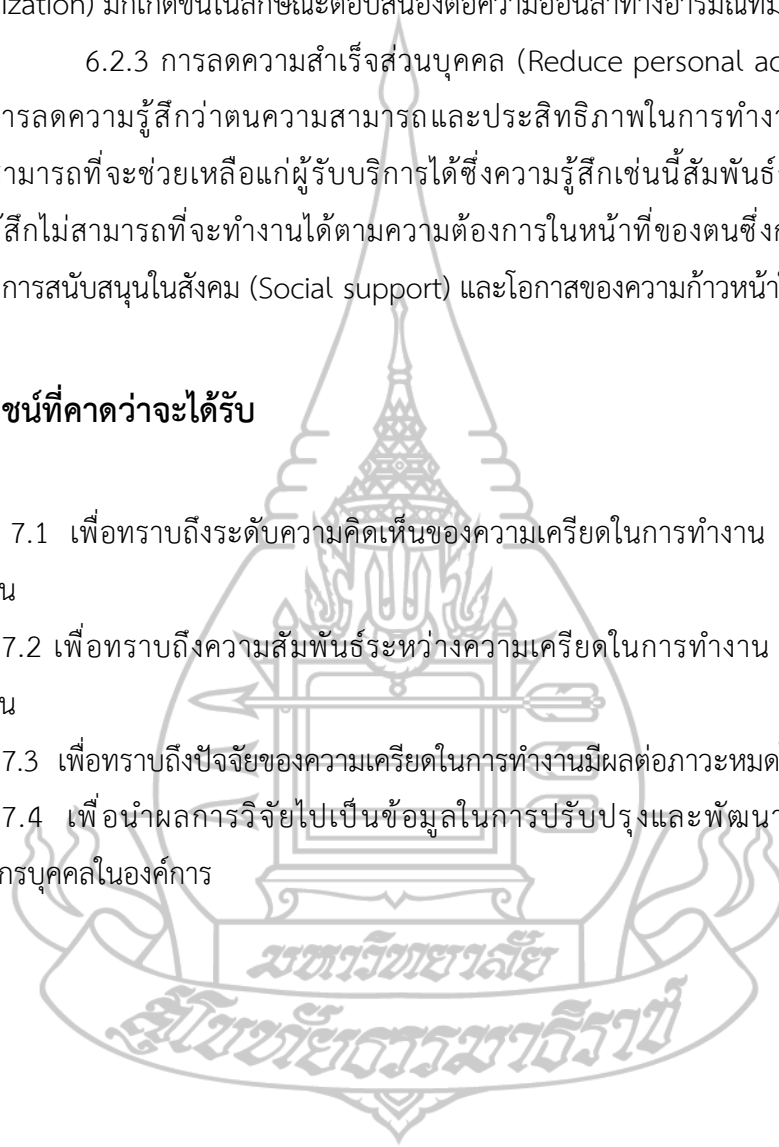 ization) มักเกิดขึ้นในลักษณะตอบสนองต่อความอ่อนล้าทางอารมณ์ที่ม
6.2.3 การลดความสำเร็จส่วนบุคคล (Reduce personal ac
ารลดความรู้สึกว่าตนความสามารถและประสิทธิภาพในการทำงา
ามารถที่จะช่วยเหลือแก่ผู้รับบริการได้ซึ่งความรู้สึกเช่นนี้สัมพันธ์
้สึกไม่สามารถที่จะทำงานได้ตามความต้องการในหน้าที่ของตนซึ่งก
การสนับสนุนในสังคม (Social support) และโอกาสของความก้าวหน้าใ
ชน์ที่คาดว่าจะได้รับ
7.1 เพื่อทราบถึงระดับความคิดเห็นของความเครียดในการทำงาน
น
7.2 เพื่อทราบถึงความสัมพันธ์ระหว่างความเครียดในการทำงาน
น
7.3 เพื่อทราบถึงปัจจัยของความเครียดในการทำงานมีผลต่อภาวะหมด
7.4 เพื่อนำผลการวิจัยไปเป็นข้อมูลในการปรับปรุงและพัฒนา
กรบุคคลในองค์การ
มหาวิทยาลัย
สุโขทัยธรรมาธิราช